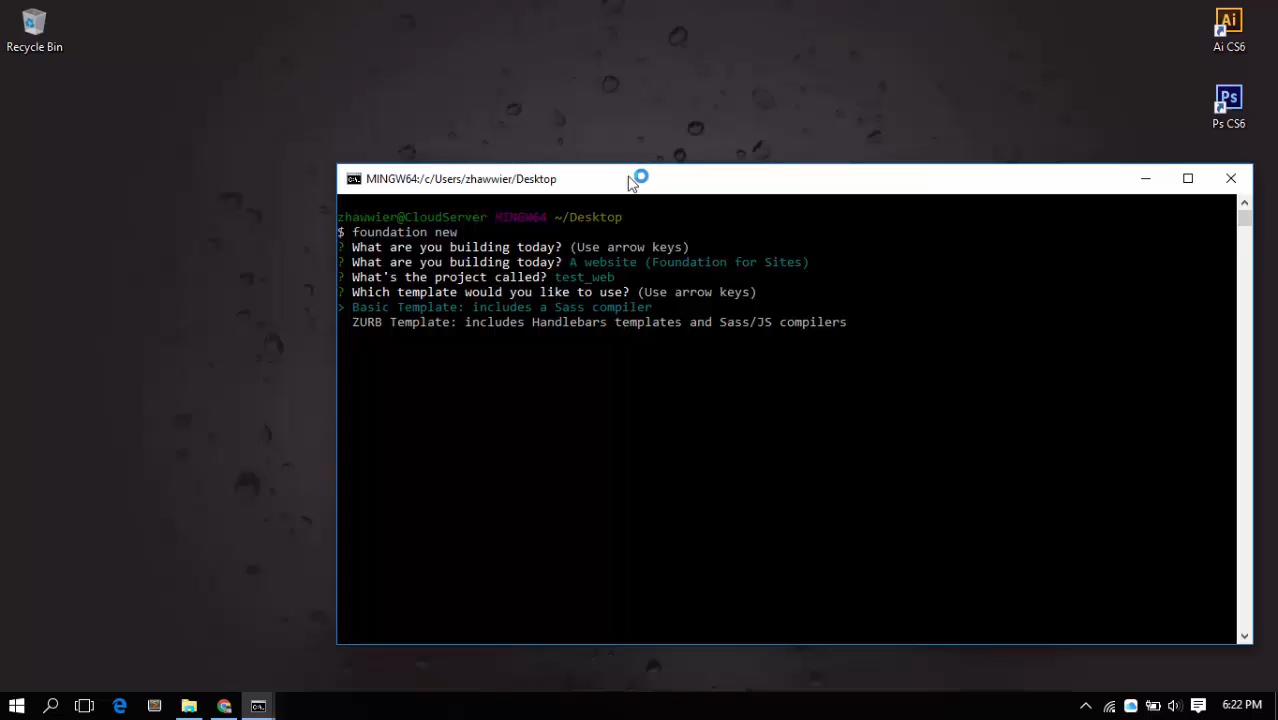 Recycle Bin
Ai
Ai CS6
Ps
Ps CS6
MINGW64:/c/Users/zhawwier/Desktop
zhawwier@CloudServer MINGW64 ~/Desktop
$ foundation new
? What are you building today? (Use arrow keys)
? What are you building today? A website (Foundation for Sites)
? What's the project called? test_web
? Which template would you like to use? (Use arrow keys)
> Basic Template: includes a Sass compiler
ZURB Template: includes Handlebars templates and Sass/JS compilers
6:22 PM